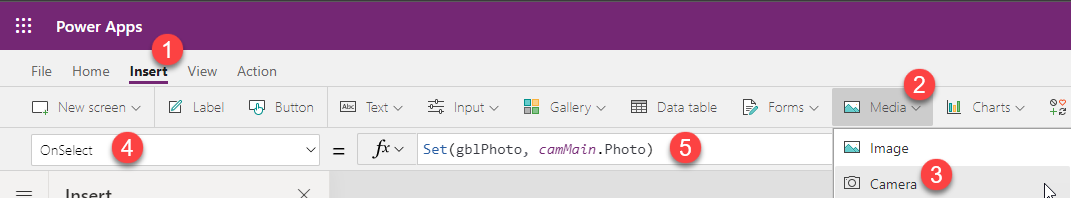 Power Apps
1
File Home Insert View Action
New screen Label Button Abc Text Input Gallery Data table Forms Media 2 Charts
OnSelect 4 = fx Set(gblPhoto, camMain.Photo) 5
Image
Insert Camera 3